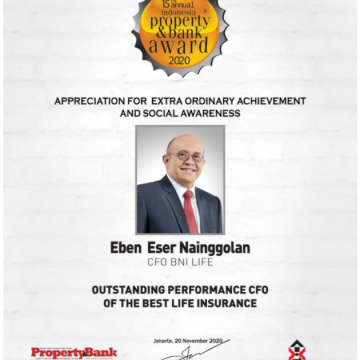 15th annual
indonesia
property
&bank
award
2020
APPRECIATION FOR EXTRA ORDINARY ACHIEVEMENT
AND SOCIAL AWARENESS
Eben Eser Nainggolan
CFO BNI LIFE
OUTSTANDING PERFORMANCE CFO
OF THE BEST LIFE INSURANCE
Jakarta, 20 November 2020
PropertyBank